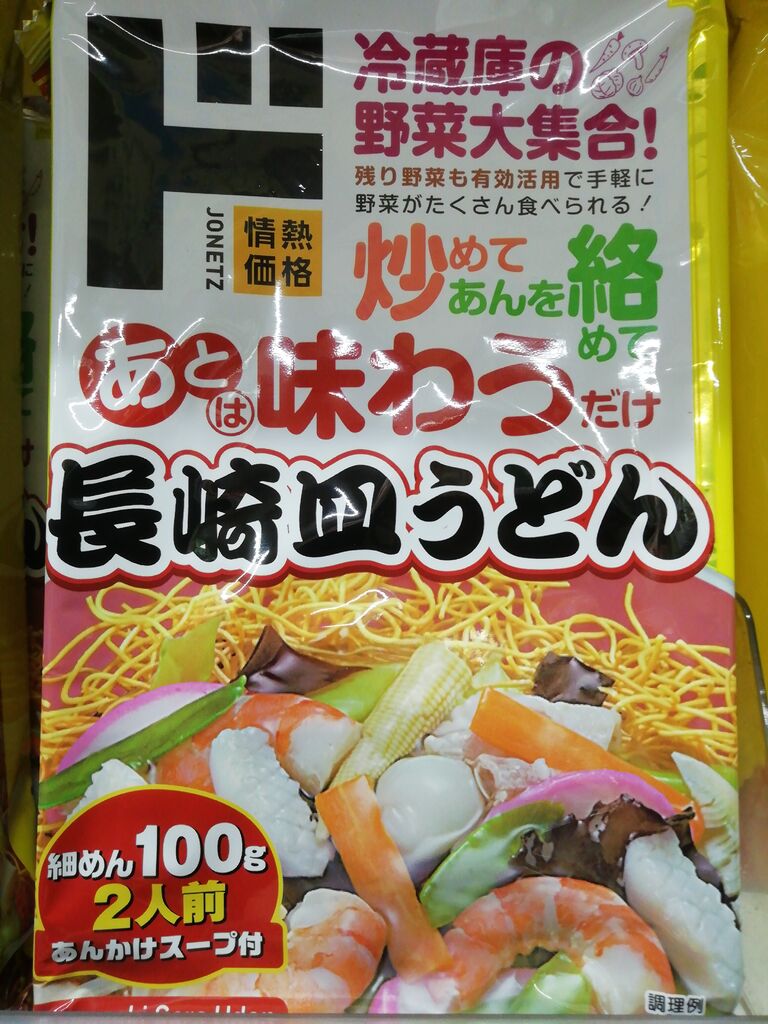 ド
JONETZ
情熱
価格
冷蔵庫の
野菜大集合!
残り野菜も有効活用で手軽に
野菜がたくさん食べられる!
炒めて
あんを絡めて
あとは味わうだけ
長崎皿うどん
細めん100g
2人前
あんかけスープ付
調理例